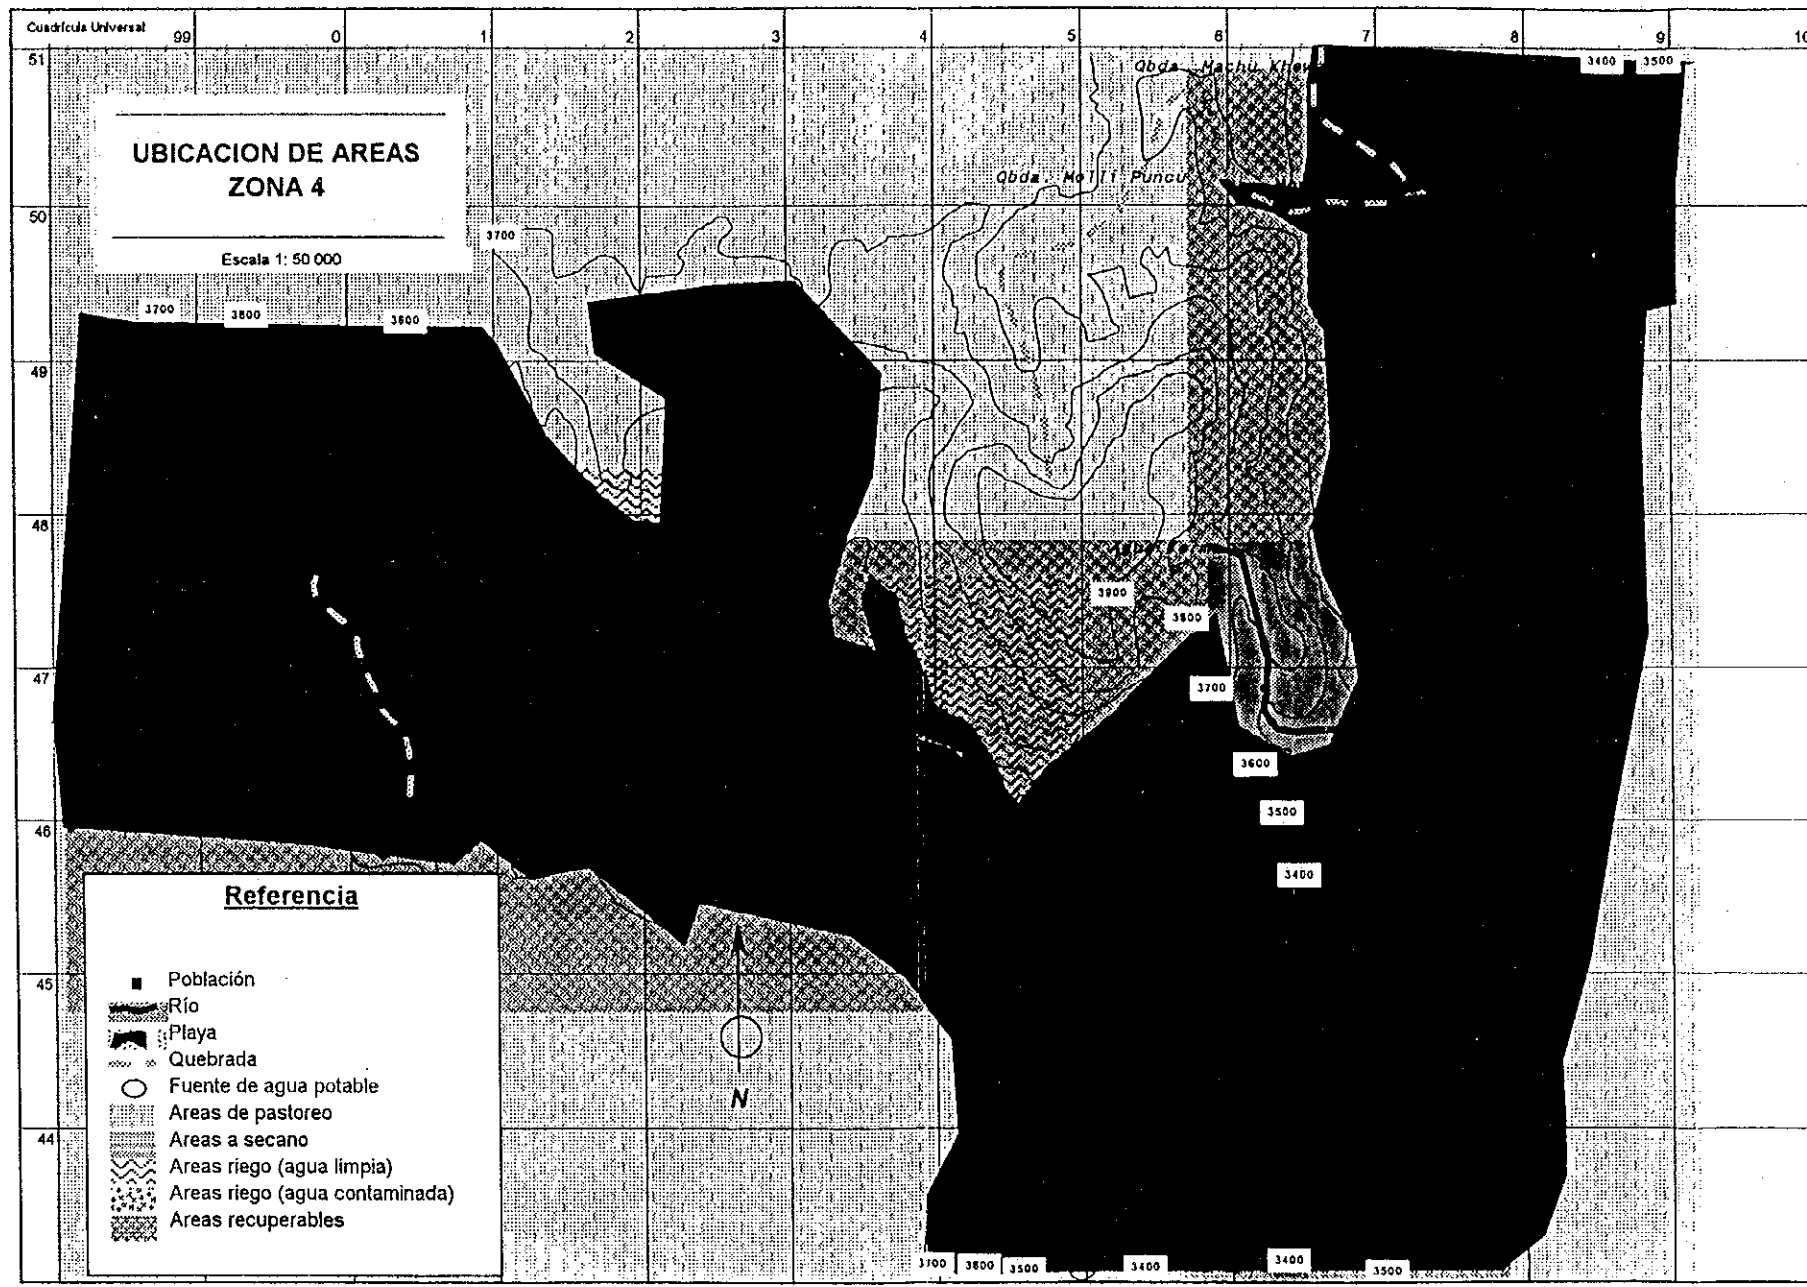 Cuadrícula Universal
99 0 1 2 3 4 5 6 7 8 9 10
51
Qbda. Machu Khew
3400 3500
UBICACION DE AREAS
ZONA 4
Qbda. Molli Puncu
50
3700
Escala 1: 50 000
3700 3800 3600
49
48
3900
3800
47
3700
3600
3500
46
3400
Referencia
45
Población
Río
Playa
Quebrada
Fuente de agua potable
N
Areas de pastoreo
44
Areas a secano
Areas riego (agua limpia)
Areas riego (agua contaminada)
Areas recuperables
3700 3600 3500 3400 3400 3500